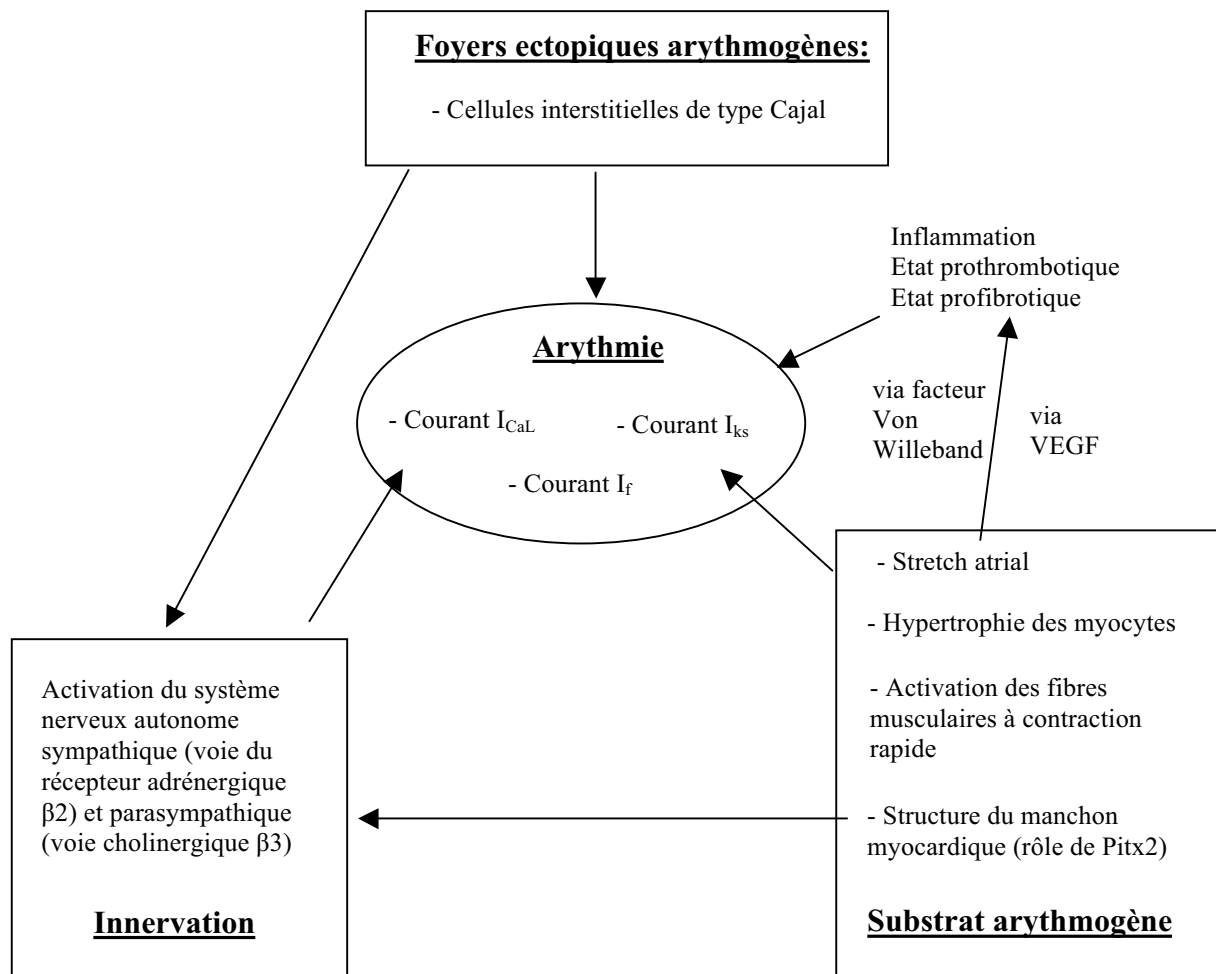 Foyers ectopiques arythmogènes:
- Cellules interstitielles de type Cajal
Inflammation
Etat prothrombotique
Etat profibrotique
Arythmie
- Courant I_CaL
- Courant I_ks
- Courant I_f
via facteur
Von
Willeband
via
VEGF
- Stretch atrial
- Hypertrophie des myocytes
- Activation des fibres
musculaires à contraction
rapide
- Structure du manchon
myocardique (rôle de Pitx2)
Substrat arythmogène
Activation du système
nerveux autonome
sympathique (voie du
récepteur adrénergique
β2) et parasympathique
(voie cholinergique β3)
Innervation